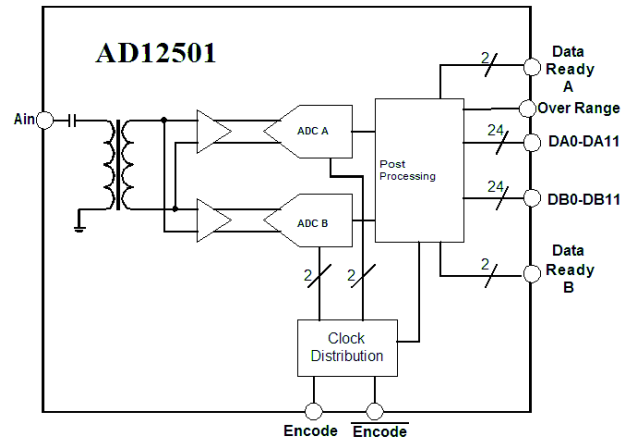 AD12501
Ain
ADC A
ADC B
Post
Processing
2
Data
Ready
A
Over Range
24
DA0-DA11
24
DB0-DB11
2
Data
Ready
B
2
2
Clock
Distribution
Encode
Encode